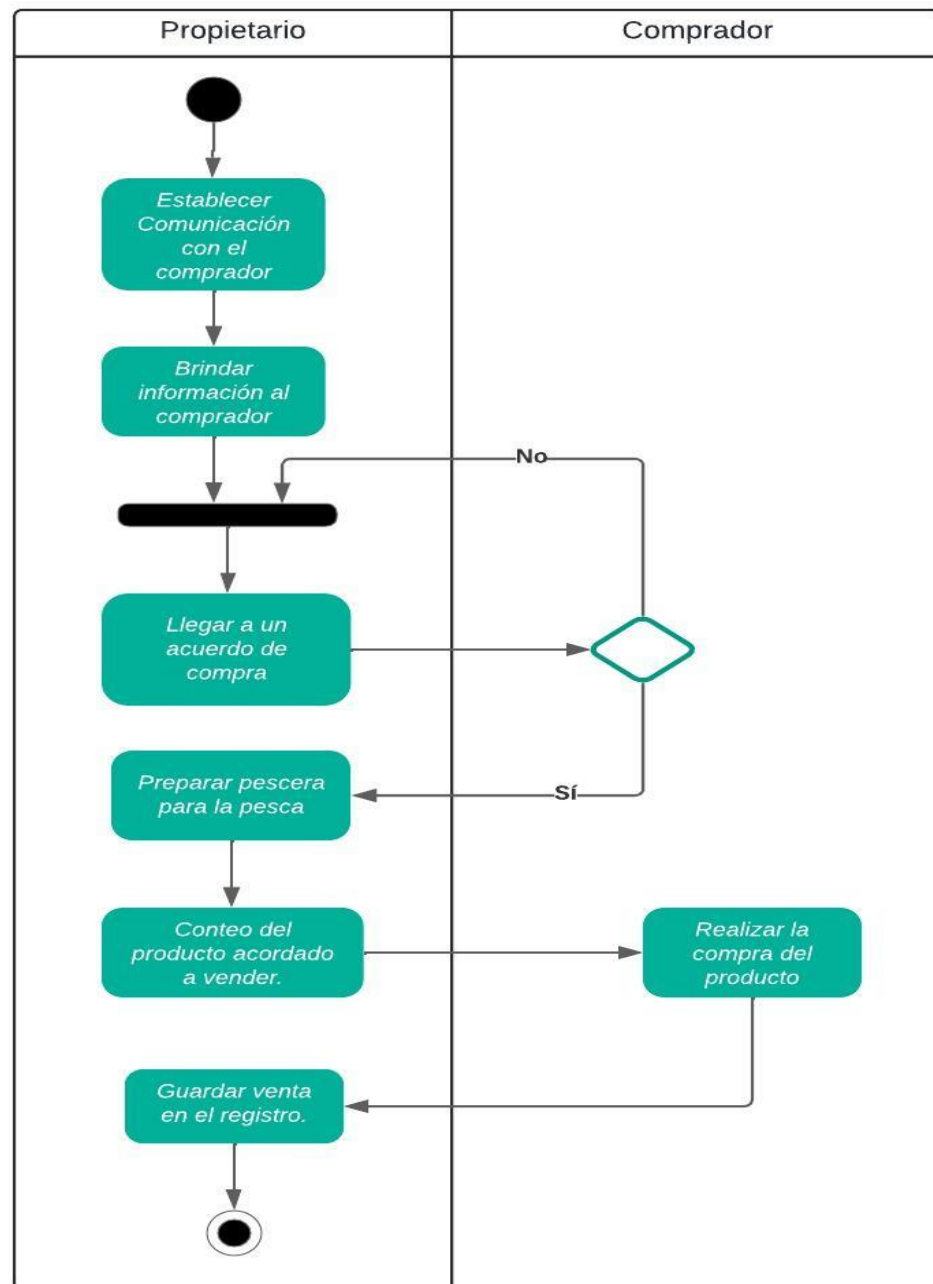 Propietario
Comprador
Establecer
Comunicación
con el
comprador
Brindar
información al
comprador
No
Llegar a un
acuerdo de
compra
Preparar pescera
para la pesca
Sí
Conteo del
producto acordado
a vender.
Realizar la
compra del
producto
Guardar venta
en el registro.